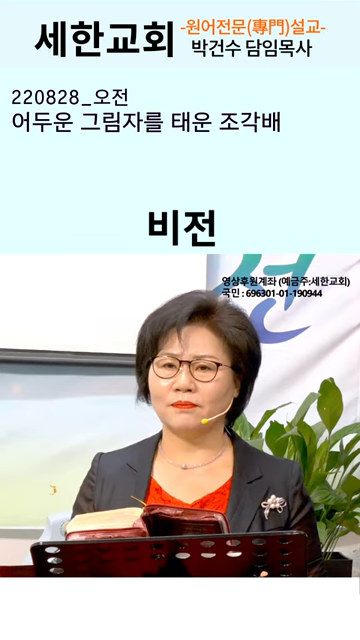 세한교회
-원어전문(專門)설교-
박건수 담임목사
220828_오전
어두운 그림자를 태운 조각배
비전
영상후원계좌 (예금주:세한교회)
국민 : 696301-01-190944